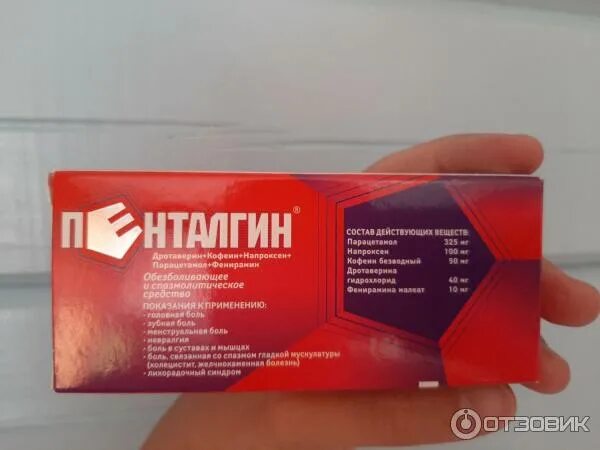 ПЕНТАЛГИН®
Дротаверин+Кофеин+Напроксен+
Парацетамол+Фенирамин
Обезболивающее
и спазмолитическое
средство
ПОКАЗАНИЯ К ПРИМЕНЕНИЮ:
- головная боль
- зубная боль
- менструальная боль
- невралгия
- боль в суставах и мышцах
- боль, связанная со спазмом гладкой мускулатуры
(холецистит, желчнокаменная болезнь)
- лихорадочный синдром
СОСТАВ ДЕЙСТВУЮЩИХ ВЕЩЕСТВ:
Парацетамол 325 мг
Напроксен 100 мг
Кофеин безводный 50 мг
Дротаверина
гидрохлорид 40 мг
Фенирамина малеат 10 мг
ОТЗОВИК